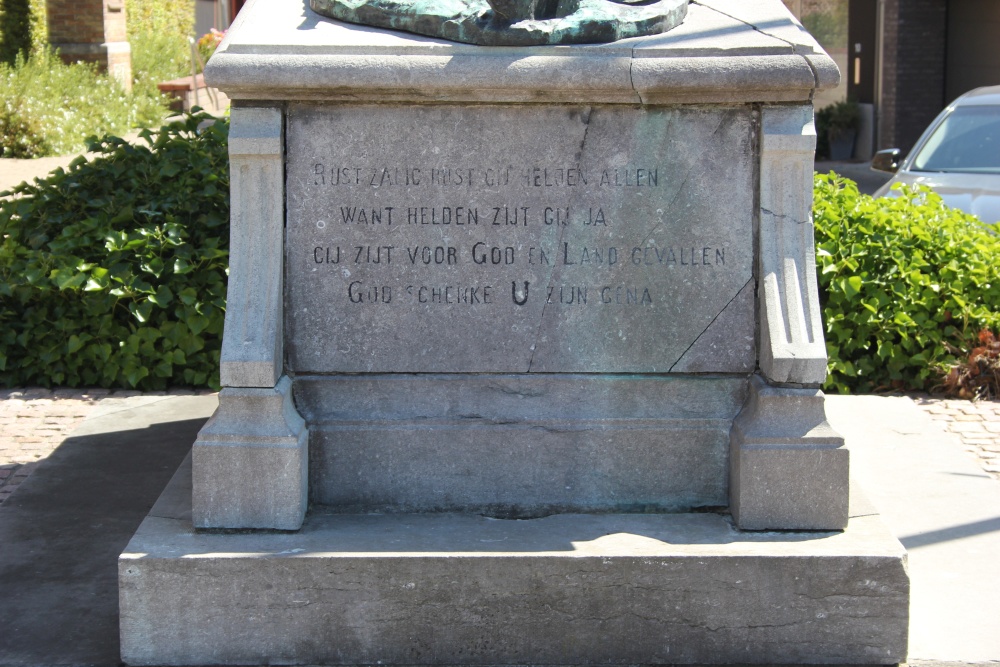 RUST ZALIG RUST GIJ HELDEN ALLEN
WANT HELDEN ZIJT GIJ JA
GIJ ZIJT VOOR GOD EN LAND GEVALLEN
GOD SCHENKE U ZIJN GENA